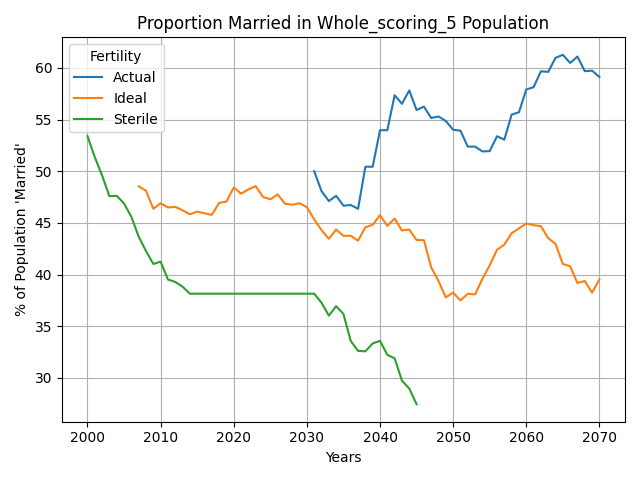 Proportion Married in Whole_scoring_5 Population
Fertility
Actual
Ideal
Sterile
% of Population 'Married'
60
55
50
45
40
35
30
2000 2010 2020 2030 2040 2050 2060 2070
Years